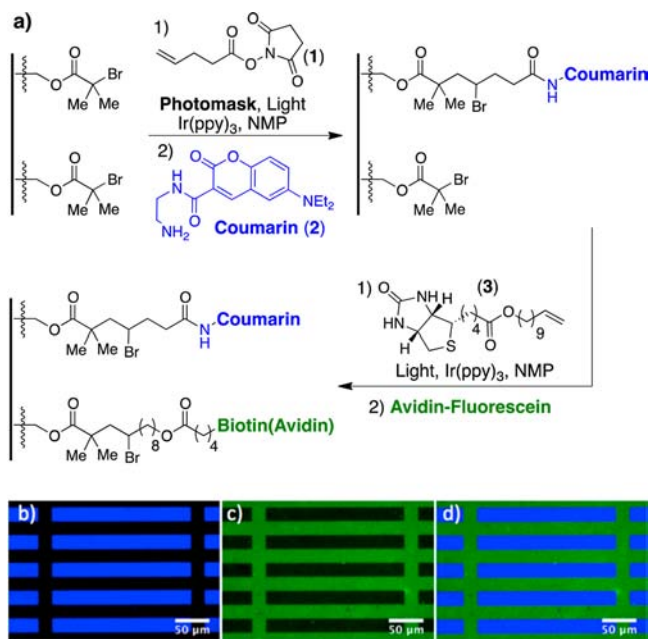 a)
1)
O
O
N
O
O
(1)
O
O
Br
Me
Me
Photomask, Light
Ir(ppy)3, NMP
O
O
Me
Me
Br
O
N
H
Coumarin
2)
O
O
HN
O
NH2
NEt2
Coumarin (2)
O
O
Br
Me
Me
O
O
Br
Me
Me
O
O
Me
Me
Br
O
N
H
Coumarin
1)
O
HN
HN
H
H
S
4
O
O
(3)
9
Light, Ir(ppy)3, NMP
2) Avidin-Fluorescein
O
O
Me
Me
Br
8
O
O
4
Biotin(Avidin)
b)
50 µm
c)
50 µm
d)
50 µm